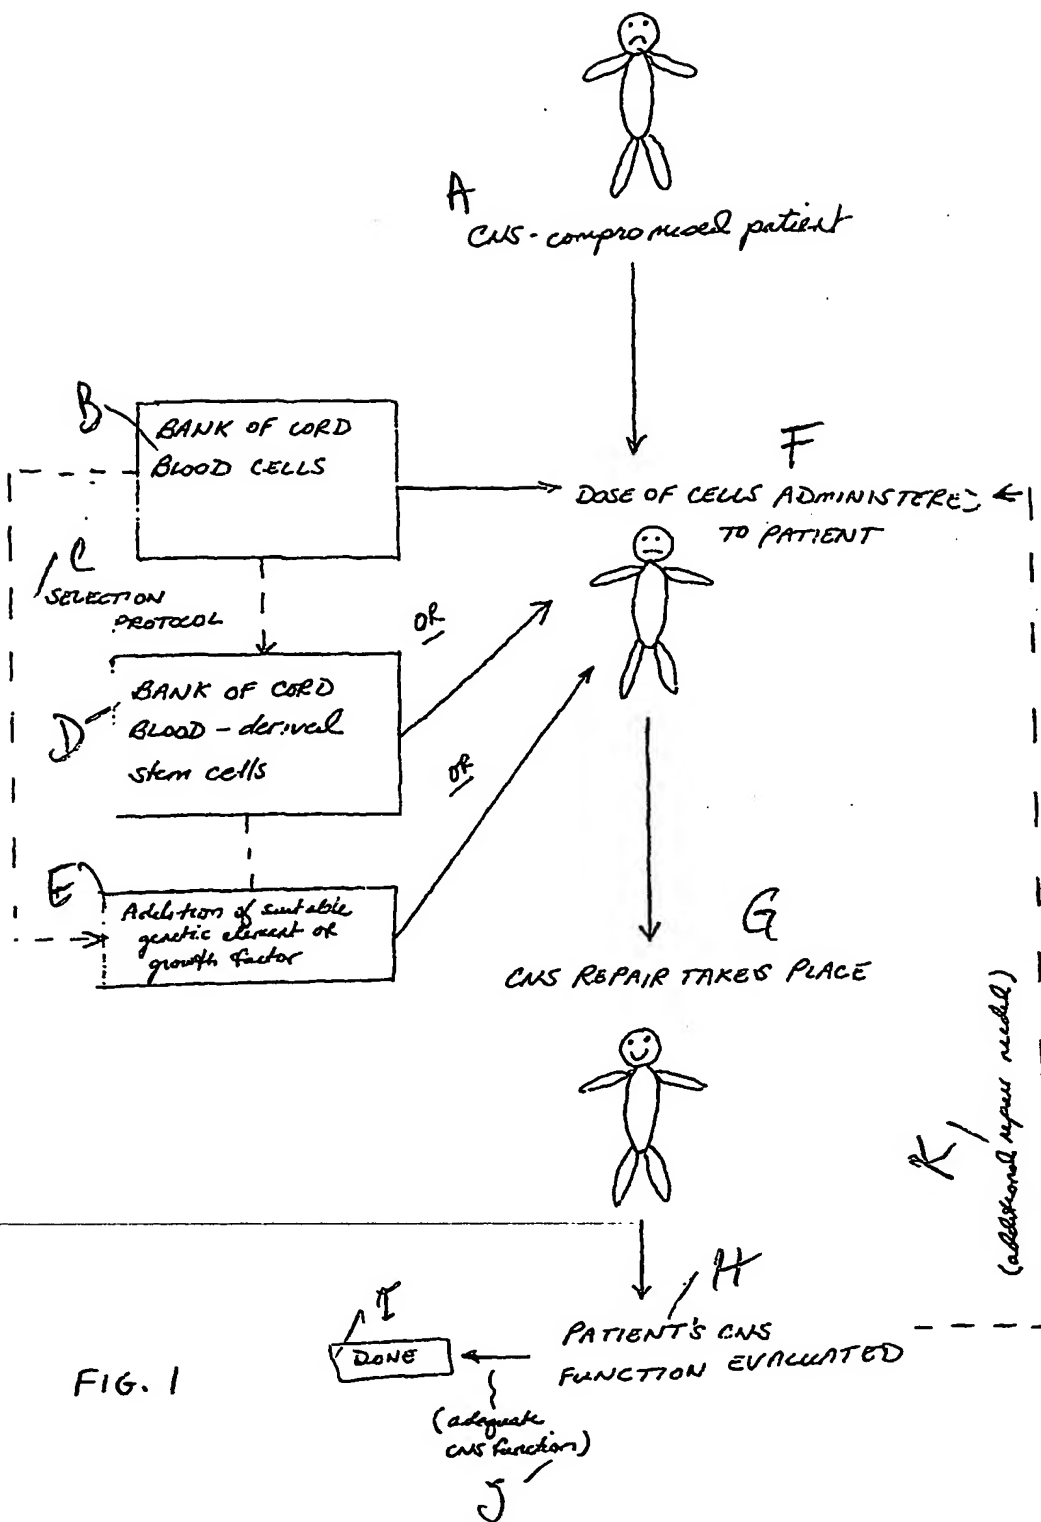 A
CNS-compromised patient
B
BANK OF CORD
BLOOD CELLS
F
DOSE OF CELLS ADMINISTERED
TO PATIENT
C
SELECTION
PROTOCOL
OR
D
BANK OF CORD
BLOOD - derived
stem cells
OR
E
Addition of suitable
genetic element or
growth factor
G
CNS REPAIR TAKES PLACE
K
(additional repair needed)
H
PATIENT'S CNS
FUNCTION EVALUATED
I
DONE
(adequate
CNS function)
J
FIG. 1